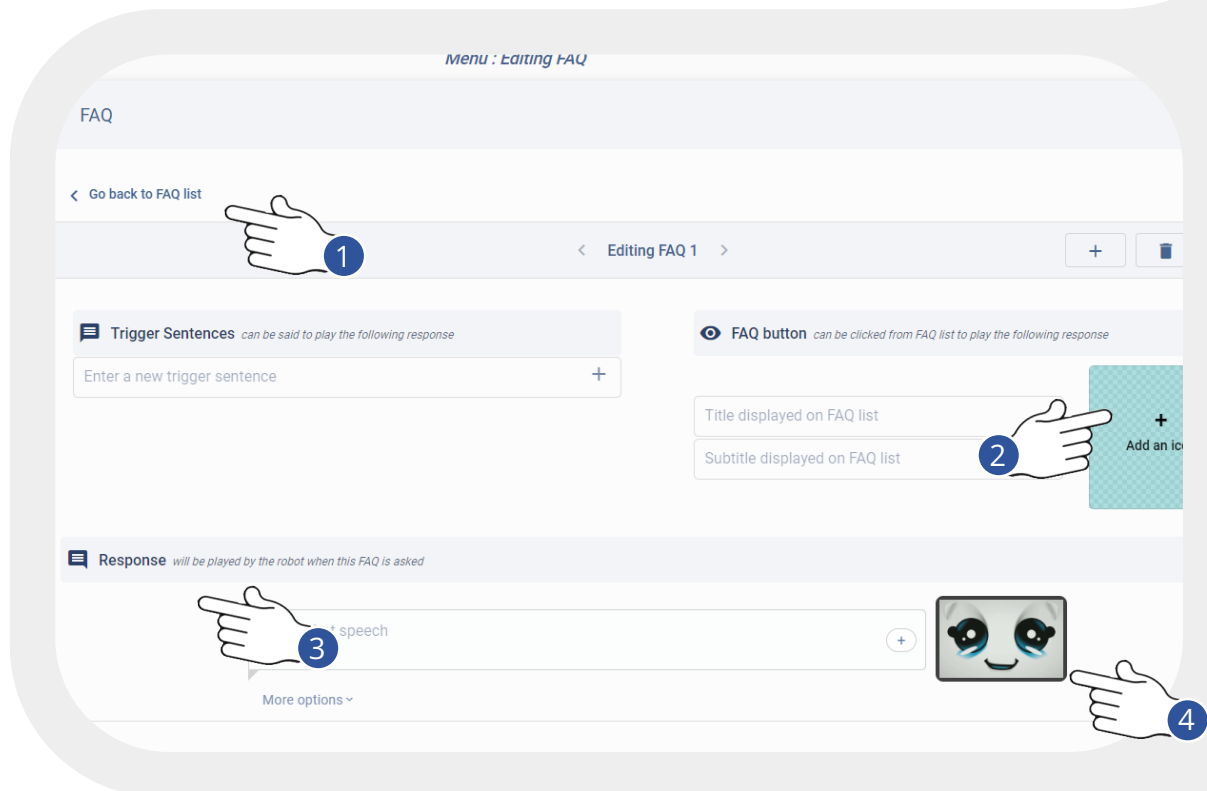 Menu : Editing FAQ
FAQ
Go back to FAQ list
1
Editing FAQ 1
Trigger Sentences can be said to play the following response
FAQ button can be clicked from FAQ list to play the following response
Enter a new trigger sentence
Title displayed on FAQ list
Add an
2
Subtitle displayed on FAQ list
Response will be played by the robot when this FAQ is asked
speech
3
More options
4